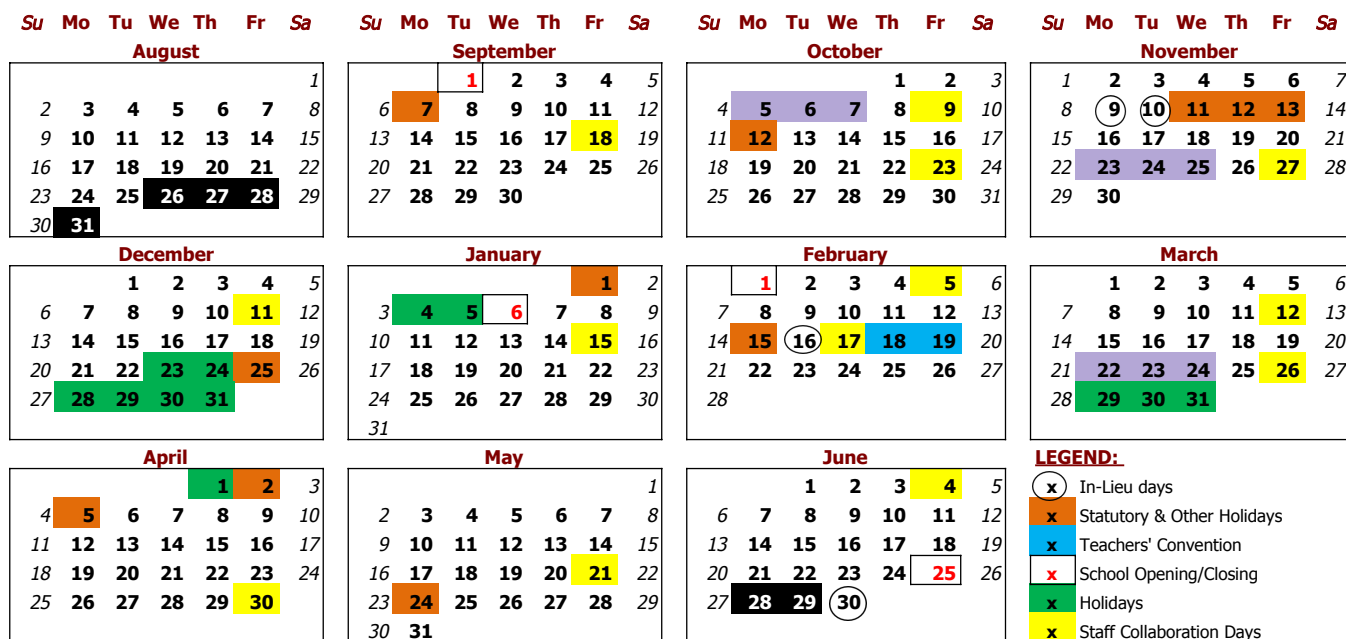 Su Mo Tu We Th Fr Sa Su Mo Tu We Th Fr Sa Su Mo Tu We Th Fr Sa Su Mo Tu We Th Fr Sa
August September October November
1 1 2 3 4 5 1 2 3 1 2 3 4 5 6 7
2 3 4 5 6 7 8 6 7 8 9 10 11 12 4 5 6 7 8 9 10 8 9 10 11 12 13 14
9 10 11 12 13 14 15 13 14 15 16 17 18 19 11 12 13 14 15 16 17 15 16 17 18 19 20 21
16 17 18 19 20 21 22 20 21 22 23 24 25 26 18 19 20 21 22 23 24 22 23 24 25 26 27 28
23 24 25 26 27 28 29 27 28 29 30 25 26 27 28 29 30 31 29 30
30 31
December January February March
1 2 3 4 5 1 2 1 2 3 4 5 6 1 2 3 4 5 6
6 7 8 9 10 11 12 3 4 5 6 7 8 9 7 8 9 10 11 12 13 7 8 9 10 11 12 13
13 14 15 16 17 18 19 10 11 12 13 14 15 16 14 15 16 17 18 19 20 14 15 16 17 18 19 20
20 21 22 23 24 25 26 17 18 19 20 21 22 23 21 22 23 24 25 26 27 21 22 23 24 25 26 27
27 28 29 30 31 24 25 26 27 28 29 30 28 28 29 30 31
31
April May June LEGEND:
1 2 3 1 1 2 3 4 5 x In-Lieu days
4 5 6 7 8 9 10 2 3 4 5 6 7 8 6 7 8 9 10 11 12 x Statutory & Other Holidays
11 12 13 14 15 16 17 9 10 11 12 13 14 15 13 14 15 16 17 18 19 x Teachers' Convention
18 19 20 21 22 23 24 16 17 18 19 20 21 22 20 21 22 23 24 25 26 x School Opening/Closing
25 26 27 28 29 30 23 24 25 26 27 28 29 27 28 29 30 x Holidays
30 31 x Staff Collaboration Days